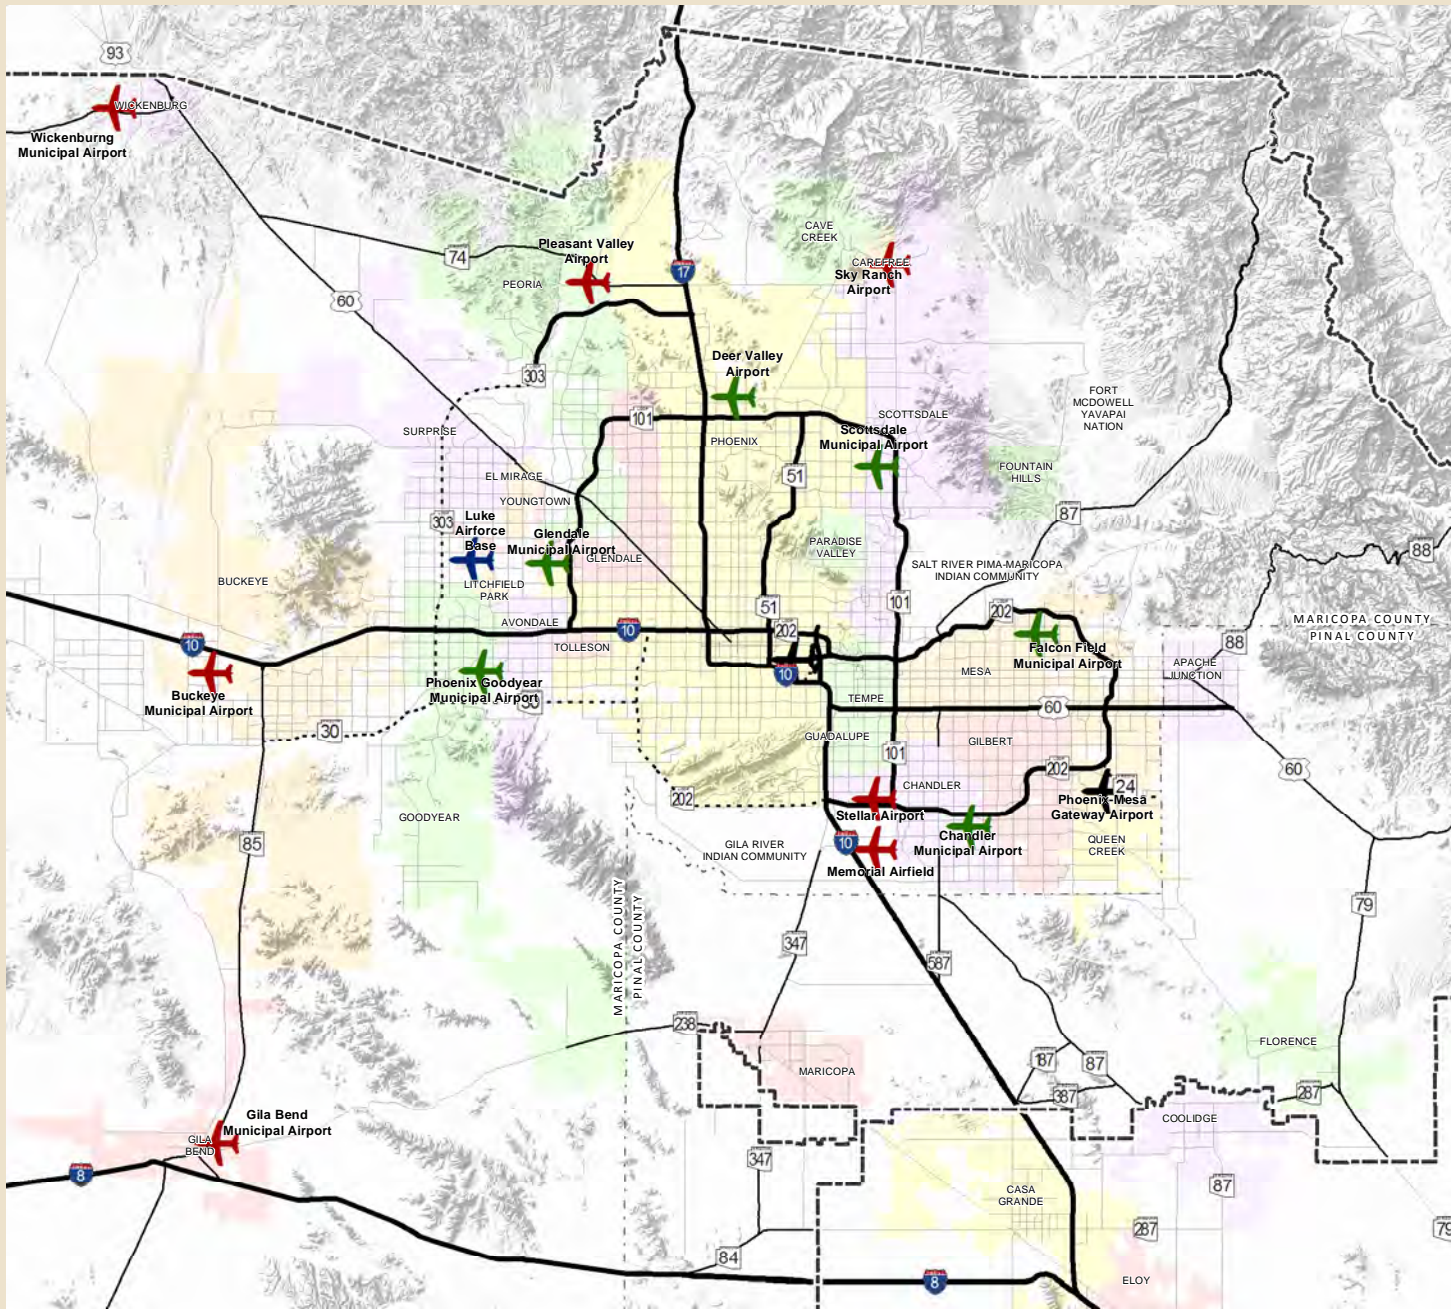 93
WICKENBURG
Wickenburng
Municipal Airport
74
Pleasant Valley
Airport
17
CAVE
CREEK
CAREFREE
Sky Ranch
Airport
PEORIA
60
303
Deer Valley
Airport
101
PHOENIX
SCOTTSDALE
Scottsdale
Municipal Airport
FORT
MCDOWELL
YAVAPAI
NATION
SURPRISE
EL MIRAGE
YOUNGTOWN
51
FOUNTAIN
HILLS
87
88
303
Luke
Airforce
Base
Glendale
Municipal Airport
GLENDALE
PARADISE
VALLEY
SALT RIVER PIMA-MARICOPA
INDIAN COMMUNITY
BUCKEYE
LITCHFIELD
PARK
AVONDALE
TOLLESON
10
10
51
202
101
202
Falcon Field
Municipal Airport
MARICOPA COUNTY
PINAL COUNTY
88
APACHE
JUNCTION
MESA
10
Buckeye
Municipal Airport
Phoenix Goodyear
Municipal Airport
30
30
TEMPE
60
GUADALUPE
GILBERT
101
202
60
202
CHANDLER
Stellar Airport
24
Phoenix-Mesa
Gateway Airport
GOODYEAR
85
GILA RIVER
INDIAN COMMUNITY
10
Memorial Airfield
Chandler
Municipal Airport
QUEEN
CREEK
MARICOPA COUNTY
PINAL COUNTY
347
587
79
238
MARICOPA
187
87
387
FLORENCE
287
COOLIDGE
Gila Bend
Municipal Airport
GILA
BEND
8
347
CASA
GRANDE
87
287
79
84
8
ELOY